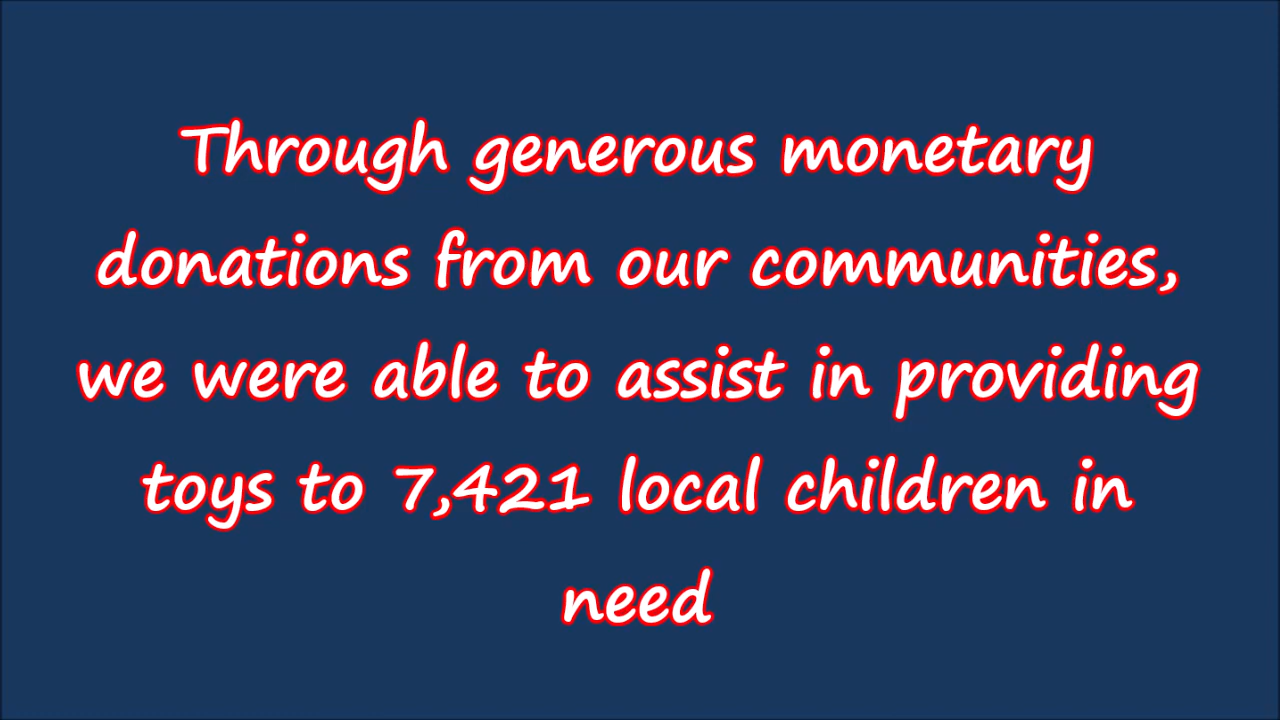 Through generous monetary
donations from our communities,
we were able to assist in providing
toys to 7,421 local children in
need